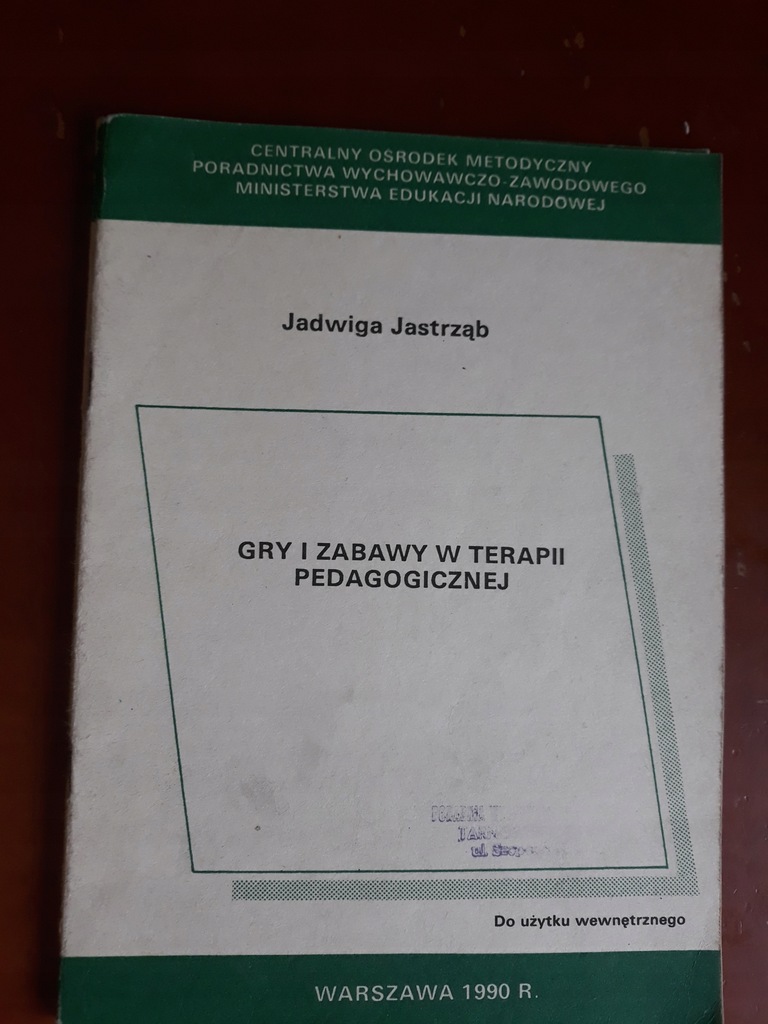 CENTRALNY OŚRODEK METODYCZNY
PORADNICTWA WYCHOWAWCZO-ZAWODOWEGO
MINISTERSTWA EDUKACJI NARODOWEJ
Jadwiga Jastrząb
GRY I ZABAWY W TERAPII
PEDAGOGICZNEJ
ul.
Do użytku wewnętrznego
WARSZAWA 1990 R.